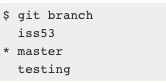 $ git branch
  iss53
* master
  testing